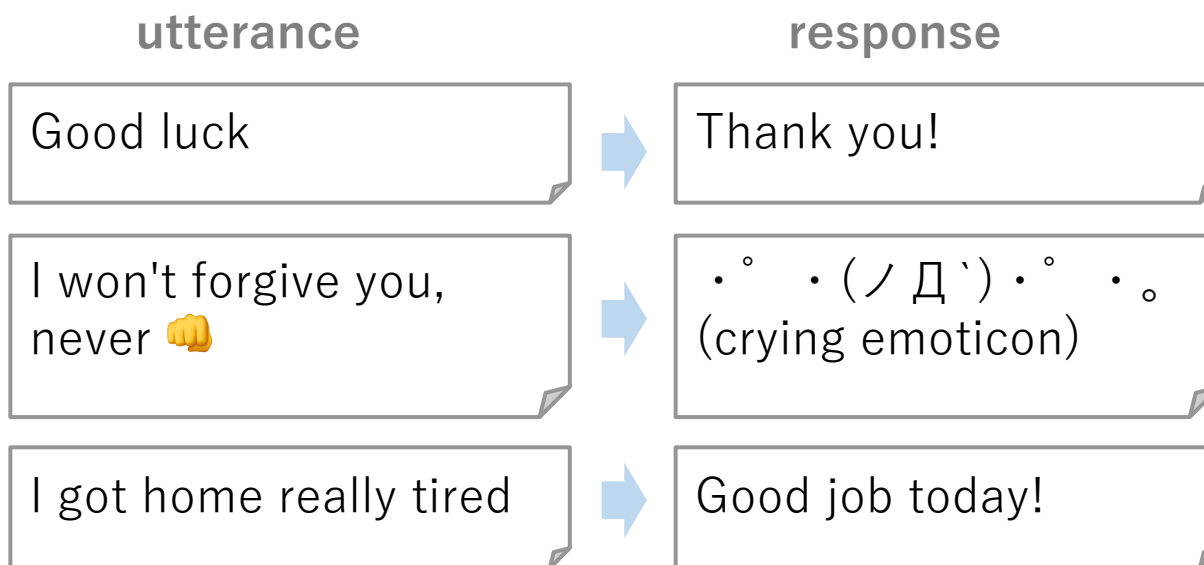 utterance
response
Good luck
Thank you!
I won't forgive you,
never 👊
・゜ ・(ノД`)・゜ ・。
(crying emoticon)
I got home really tired
Good job today!